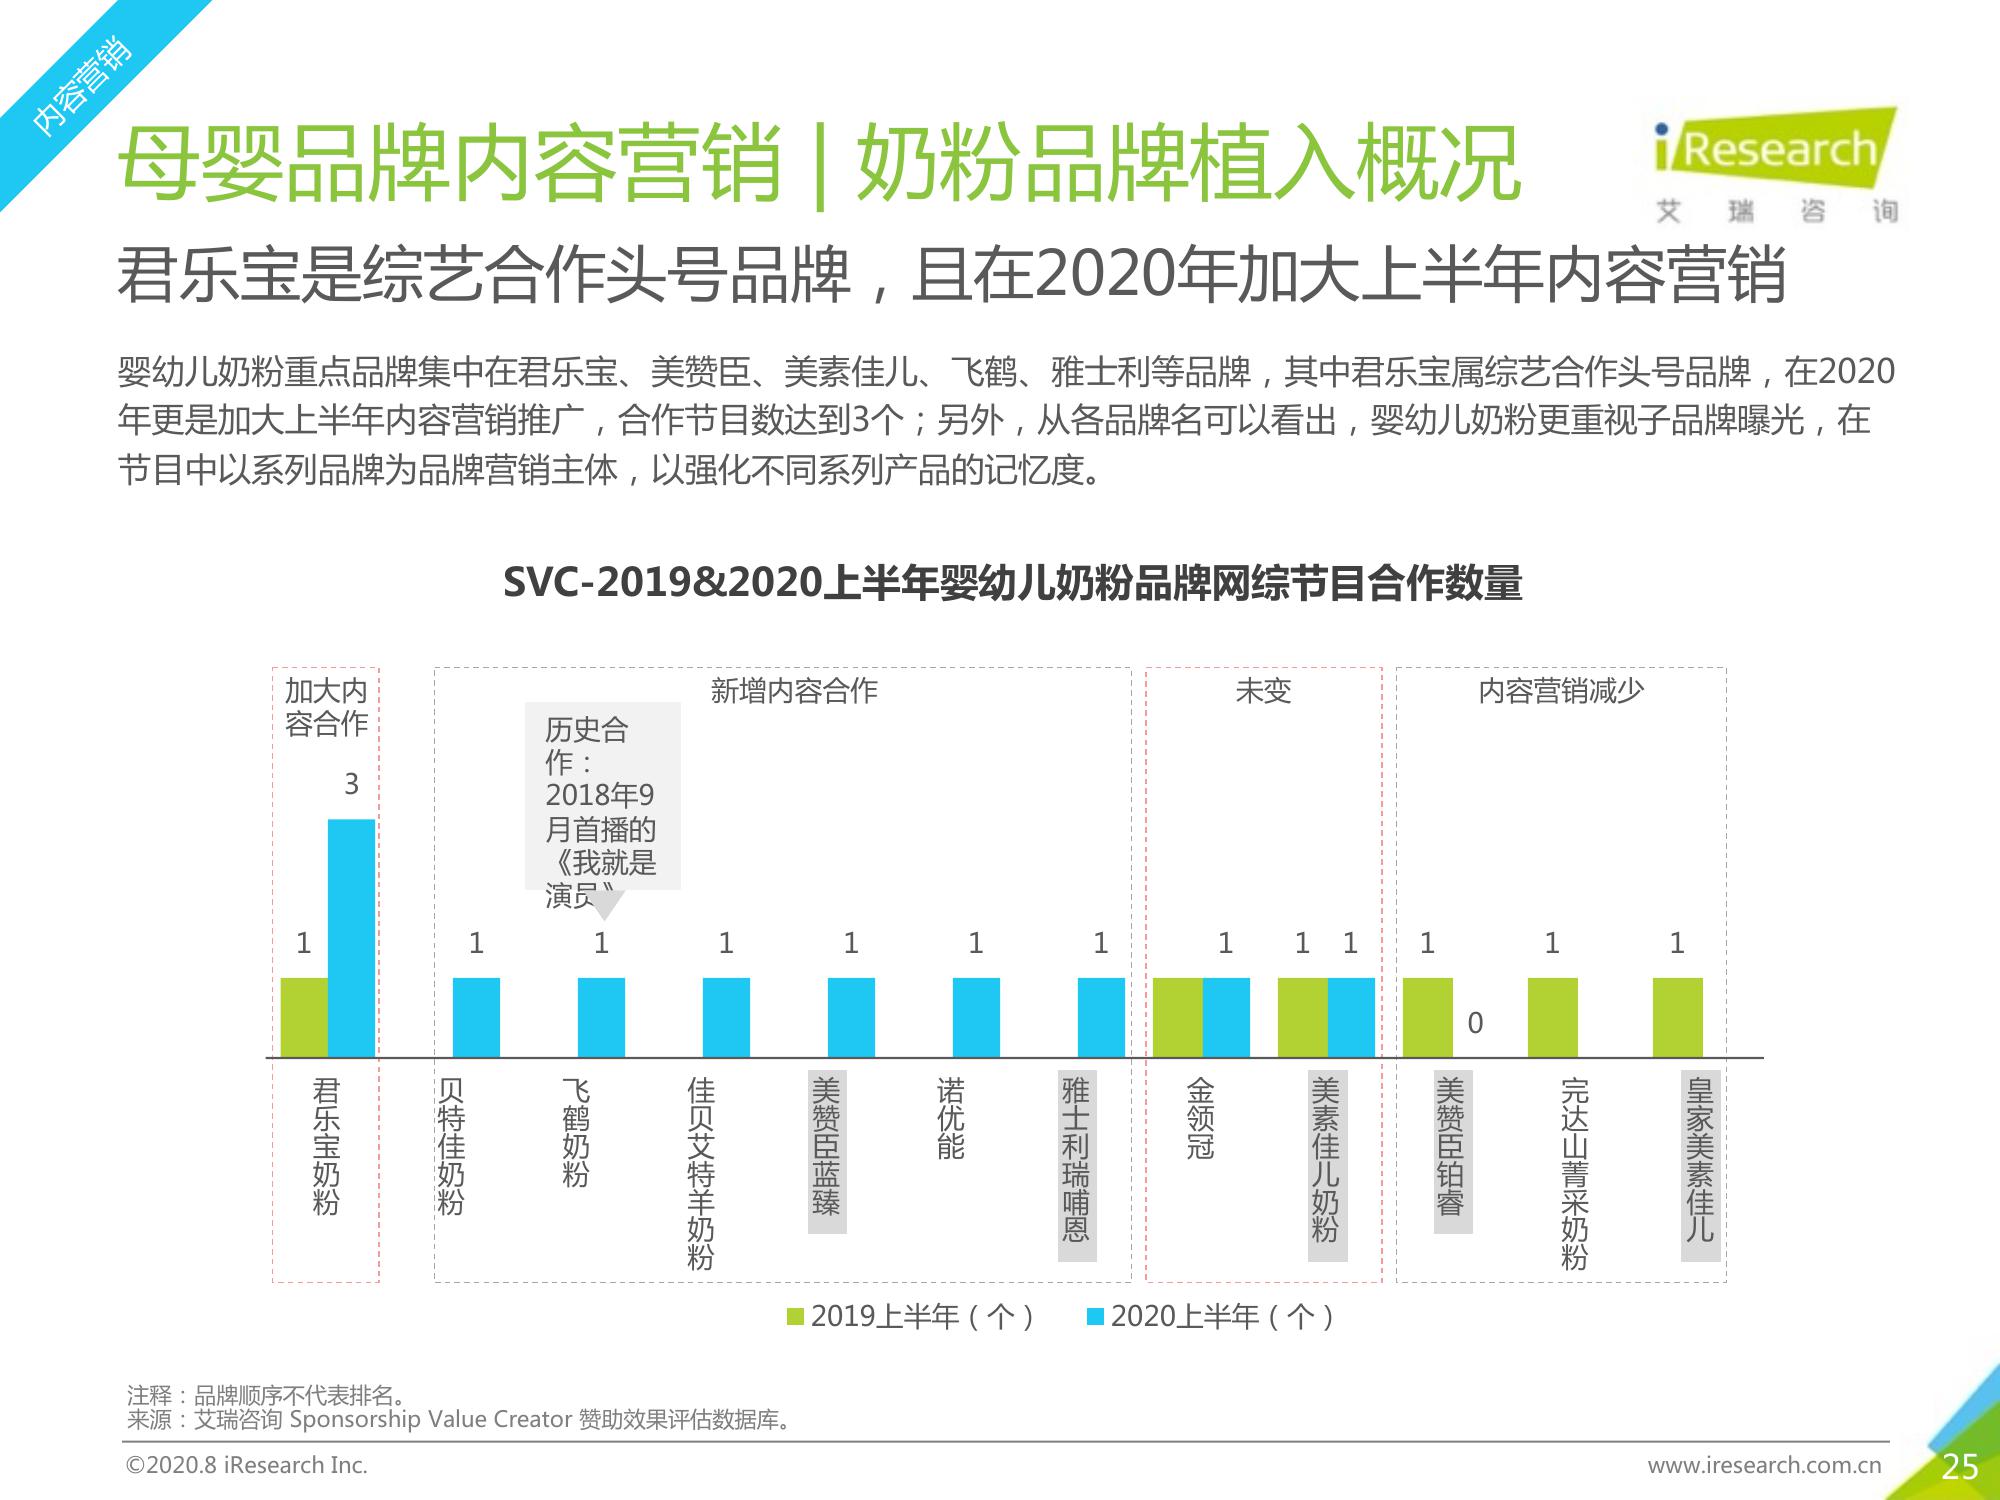 内容营销
母婴品牌内容营销 | 奶粉品牌植入概况
iResearch
艾瑞咨询
君乐宝是综艺合作头号品牌，且在2020年加大上半年内容营销
婴幼儿奶粉重点品牌集中在君乐宝、美赞臣、美素佳儿、飞鹤、雅士利等品牌，其中君乐宝属综艺合作头号品牌，在2020
年更是加大上半年内容营销推广，合作节目数达到3个；另外，从各品牌名可以看出，婴幼儿奶粉更重视子品牌曝光，在
节目中以系列品牌为品牌营销主体，以强化不同系列产品的记忆度。
SVC-2019&2020上半年婴幼儿奶粉品牌网综节目合作数量
加大内
容合作
新增内容合作
未变
内容营销减少
历史合
作：
2018年9
月首播的
《我就是
演员》
3
1
1
1
1
1
1
1
1
1
1
1
1
1
0
君乐宝奶粉
贝特佳奶粉
飞鹤奶粉
佳贝艾特羊奶粉
美赞臣蓝臻
诺优能
雅士利瑞哺恩
金领冠
美素佳儿奶粉
美赞臣铂睿
完达山菁采奶粉
皇家美素佳儿
2019上半年（个）
2020上半年（个）
注释：品牌顺序不代表排名。
来源：艾瑞咨询 Sponsorship Value Creator 赞助效果评估数据库。
©2020.8 iResearch Inc.
www.iresearch.com.cn
25